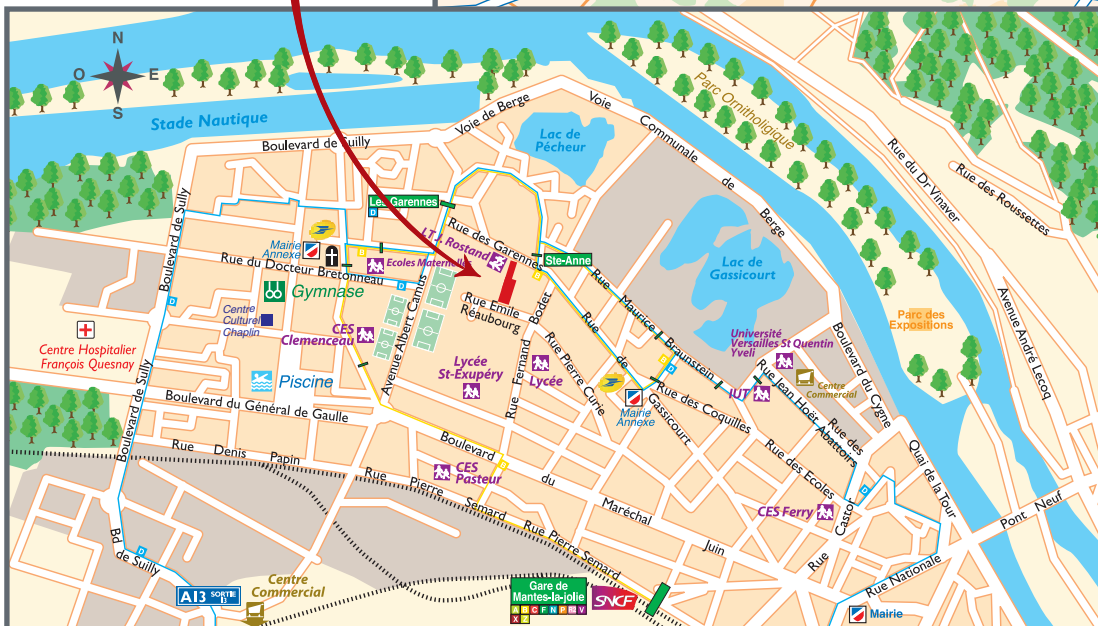 N
O
E
S
Stade Nautique
Boulevard de Suilly
Voie de Berge
Voie
Communale
de
Berge
Parc Ornithologique
Rue du Dr Vinaver
Rue des Roussettes
Avenue André Lecoq
Lac de
Pécheur
Lac de
Gassicourt
Parc des
Expositions
Les Garennes
D
Boulevard de Sully
Mairie
Annexe
Rue du Docteur Bretonneau
D
D
Ecoles Maternelles
D
I.T.J. Rostand
Rue des Garennes
Ste-Anne
D
Gymnase
Centre
Culturel
Chaplin
CES
Clemenceau
Avenue Albert Camus
Rue Emile
Réaubourg
Rue Fernand
Bodet
Rue
de
Gassicourt
Rue
Maurice
Braunstein
D
D
Université
Versailles St Quentin
Yveli
Centre Hospitalier
François Quesnay
Boulevard de Sully
Piscine
Lycée
St-Exupéry
Lycée
Rue Pierre Curie
Mairie
Annexe
Rue des Coquilles
IUT
Rue Jean Hoët
Centre
Commercial
Boulevard du Cygne
Rue des
Abattoirs
Boulevard du Général de Gaulle
Rue Denis Papin
Boulevard
du
Maréchal
Juin
D
CES
Pasteur
Rue Pierre Semard
Rue Pierre Semard
Rue des Ecoles
CES Ferry
Rue
Castor
D
Quai de la Tour
Pont Neuf
Rue Nationale
Bd de Suilly
D
A13 SORTIE
13
Centre
Commercial
Gare de
Mantes-la-jolie
SNCF
Mairie